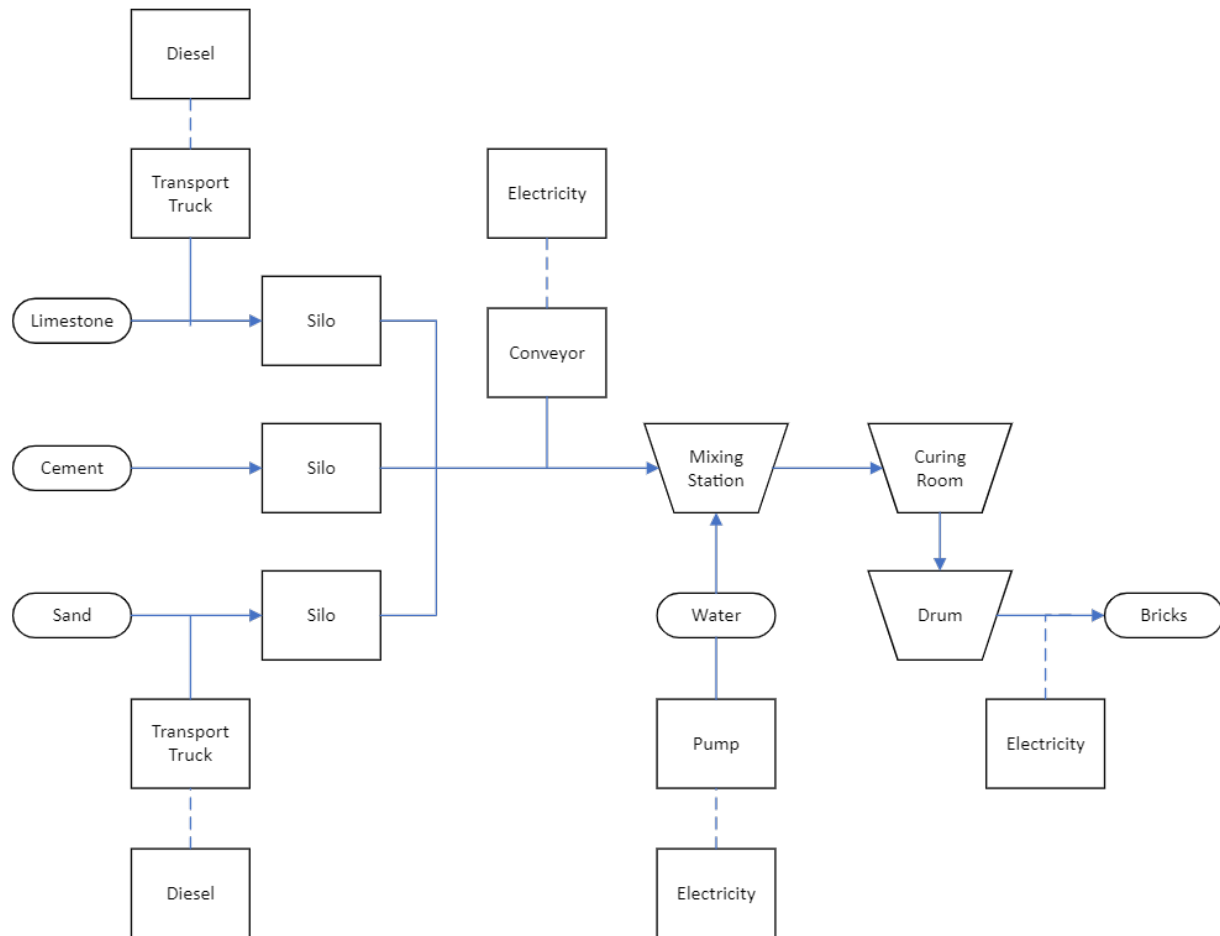 Diesel
Transport
Truck
Electricity
Limestone
Silo
Conveyor
Cement
Silo
Mixing
Station
Curing
Room
Sand
Silo
Water
Drum
Bricks
Transport
Truck
Pump
Electricity
Diesel
Electricity